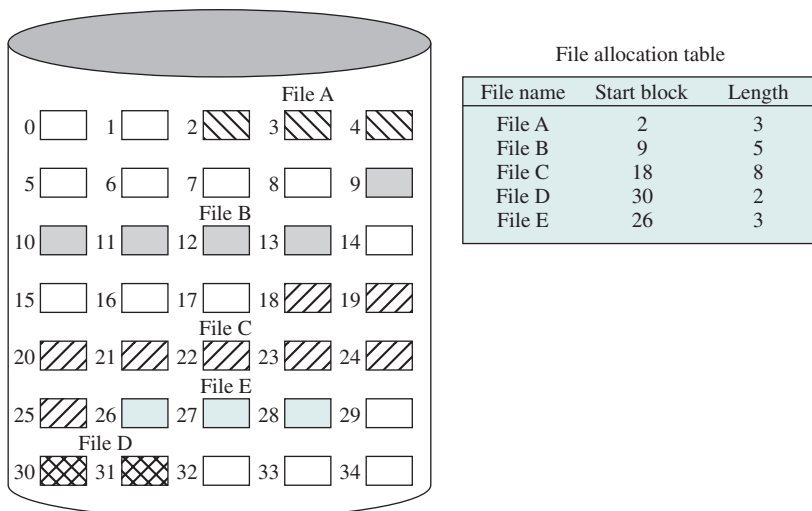 File allocation table
File name Start block Length
File A 2 3
File B 9 5
File C 18 8
File D 30 2
File E 26 3
File A
0 1 2 3 4
5 6 7 8 9
File B
10 11 12 13 14
15 16 17 18 19
File C
20 21 22 23 24
File E
25 26 27 28 29
File D
30 31 32 33 34